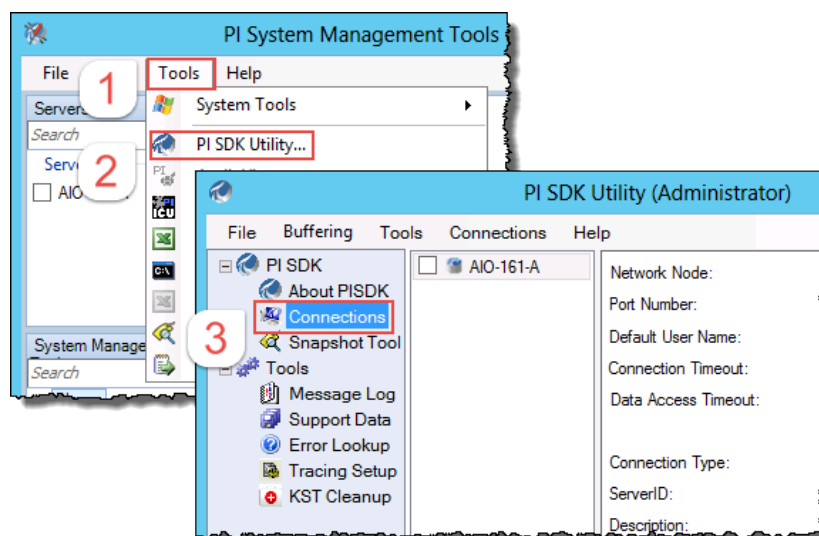 PI System Management Tools
File
Tools
Help
1
Servers
System Tools
Search
2
PI SDK Utility...
PI SDK Utility (Administrator)
File
Buffering
Tools
Connections
Help
PI SDK
About PISDK
Connections
Snapshot Tool
3
Tools
Message Log
Support Data
Error Lookup
Tracing Setup
KST Cleanup
AIO-161-A
Network Node:
Port Number:
Default User Name:
Connection Timeout:
Data Access Timeout:
Connection Type:
ServerID:
Description:
System Manage
Search